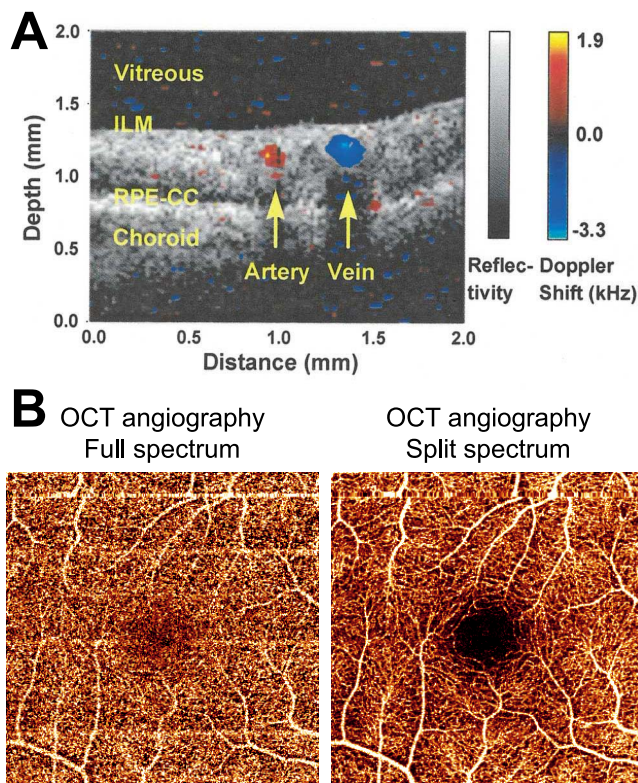 A
2.0
1.5
1.0
0.5
0.0
Depth (mm)
Vitreous
ILM
RPE-CC
Choroid
Artery Vein
0.0 0.5 1.0 1.5 2.0
Distance (mm)
1.9
0.0
-3.3
Reflec- Doppler
tivity Shift (kHz)
B
OCT angiography
Full spectrum
OCT angiography
Split spectrum